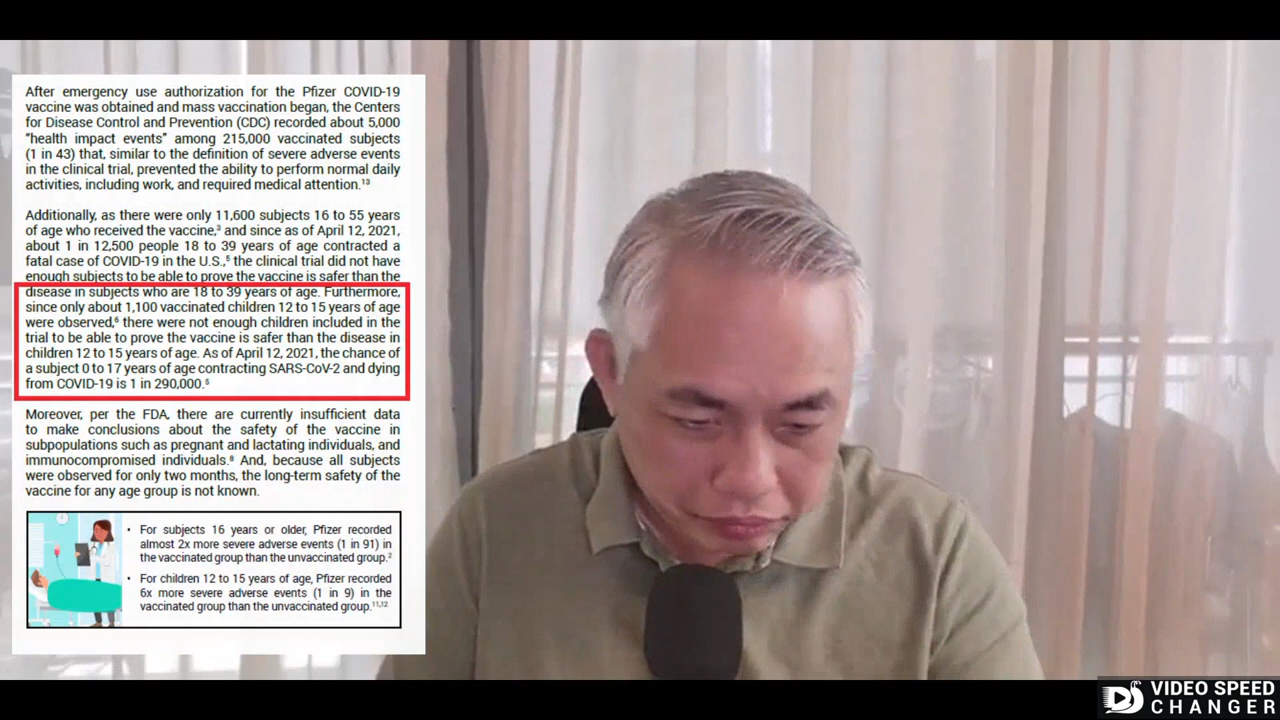 After emergency use authorization for the Pfizer COVID-19
vaccine was obtained and mass vaccination began, the Centers
for Disease Control and Prevention (CDC) recorded about 5,000
“health impact events” among 215,000 vaccinated subjects
(1 in 43) that, similar to the definition of severe adverse events
in the clinical trial, prevented the ability to perform normal daily
activities, including work, and required medical attention.¹³
Additionally, as there were only 11,600 subjects 16 to 55 years
of age who received the vaccine,³ and since as of April 12, 2021,
about 1 in 12,500 people 18 to 39 years of age contracted a
fatal case of COVID-19 in the U.S.,⁵ the clinical trial did not have
enough subjects to be able to prove the vaccine is safer than the
disease in subjects who are 18 to 39 years of age. Furthermore,
since only about 1,100 vaccinated children 12 to 15 years of age
were observed,⁶ there were not enough children included in the
trial to be able to prove the vaccine is safer than the disease in
children 12 to 15 years of age. As of April 12, 2021, the chance of
a subject 0 to 17 years of age contracting SARS-CoV-2 and dying
from COVID-19 is 1 in 290,000.⁵
Moreover, per the FDA, there are currently insufficient data
to make conclusions about the safety of the vaccine in
subpopulations such as pregnant and lactating individuals, and
immunocompromised individuals.⁸ And, because all subjects
were observed for only two months, the long-term safety of the
vaccine for any age group is not known.
• For subjects 16 years or older, Pfizer recorded
almost 2x more severe adverse events (1 in 91) in
the vaccinated group than the unvaccinated group.²
• For children 12 to 15 years of age, Pfizer recorded
6x more severe adverse events (1 in 9) in the
vaccinated group than the unvaccinated group.¹¹,¹²
VIDEO SPEED
CHANGER